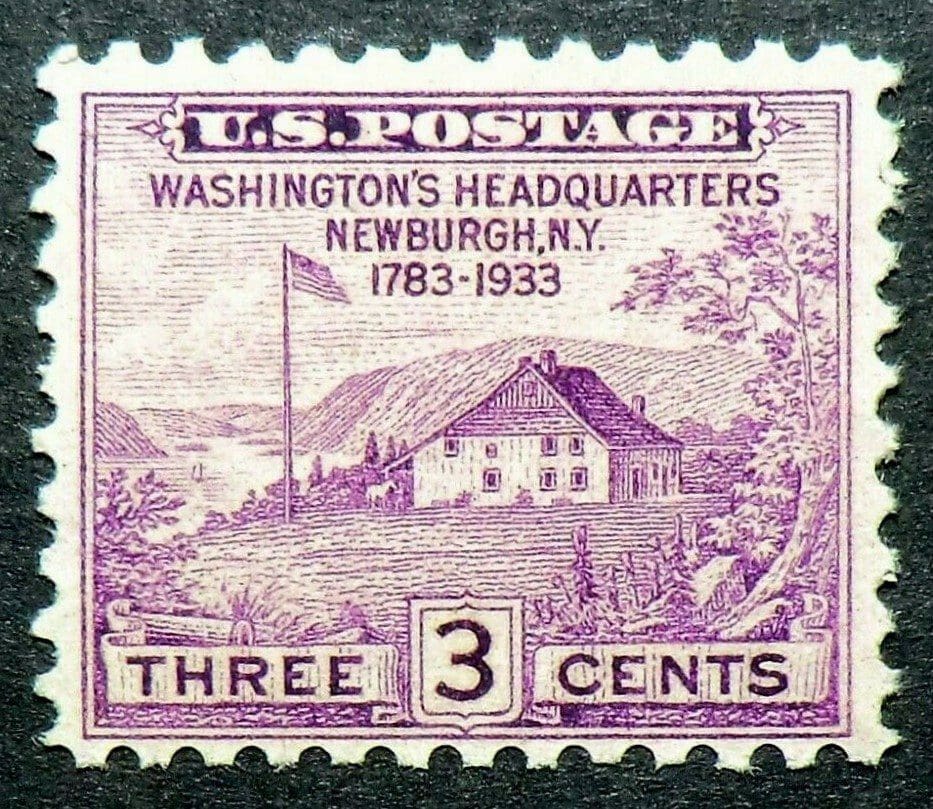 U.S.POSTAGE
WASHINGTON'S HEADQUARTERS
NEWBURGH, N.Y.
1783-1933
THREE 3 CENTS